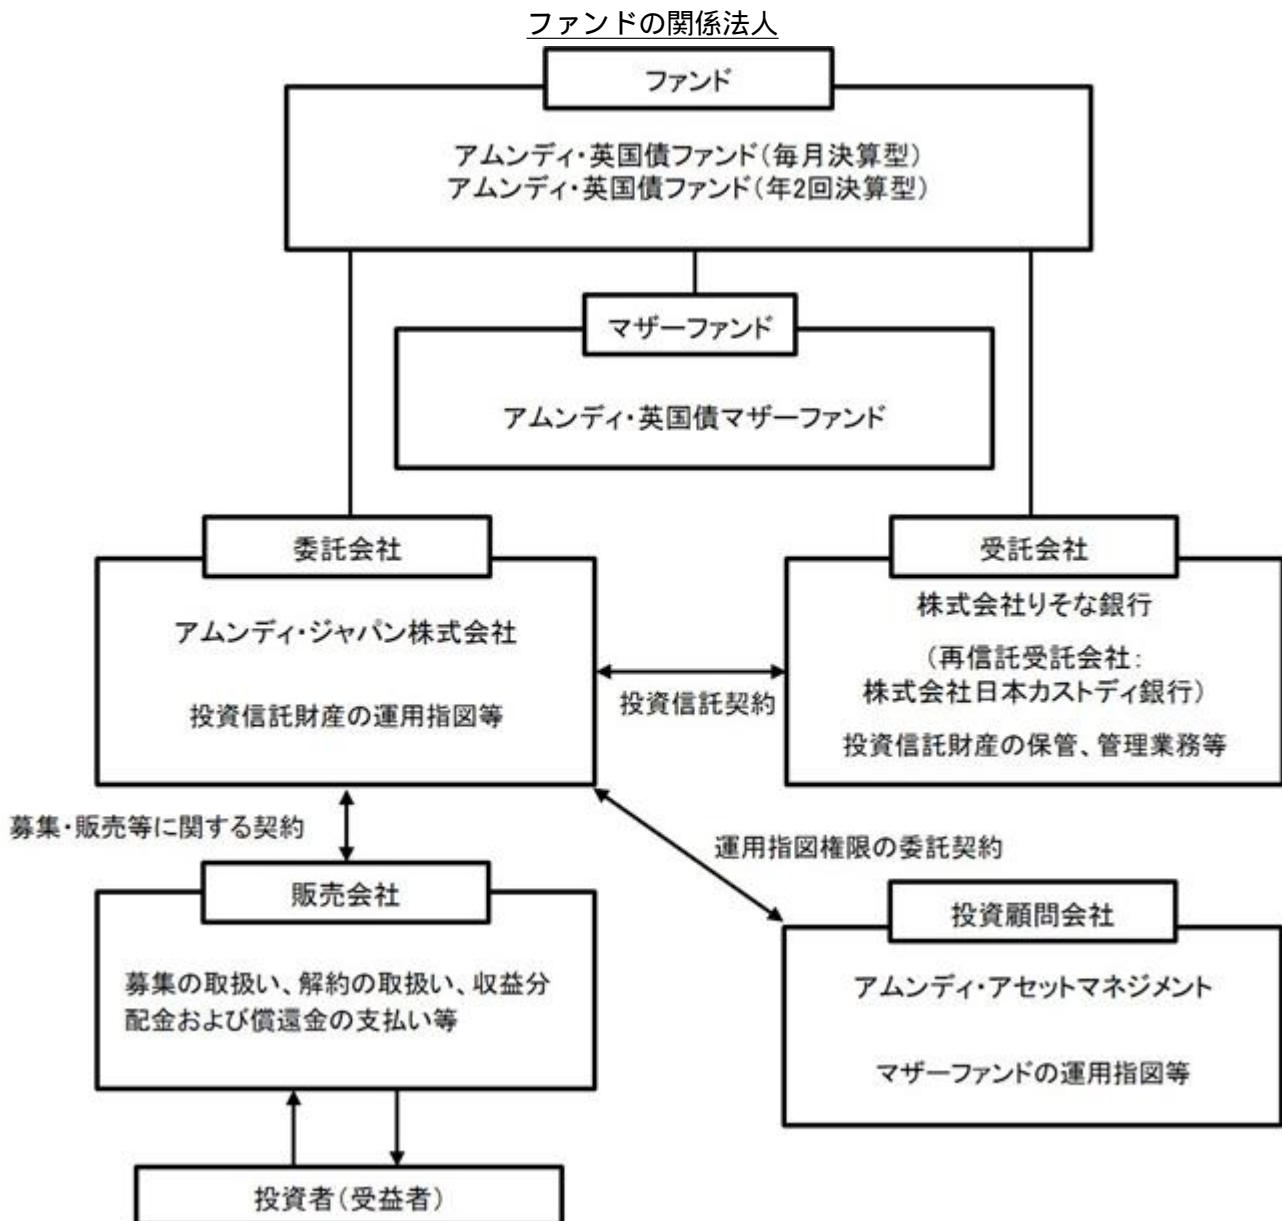 ファンドの関係法人
ファンド
アムンディ・英国債ファンド(毎月決算型)
アムンディ・英国債ファンド(年2回決算型)
マザーファンド
アムンディ・英国債マザーファンド
委託会社
アムンディ・ジャパン株式会社
投資信託財産の運用指図等
投資信託契約
受託会社
株式会社りそな銀行
(再信託受託会社:
株式会社日本カストディ銀行)
投資信託財産の保管、管理業務等
募集・販売等に関する契約
運用指図権限の委託契約
販売会社
募集の取扱い、解約の取扱い、収益分
配金および償還金の支払い等
投資顧問会社
アムンディ・アセットマネジメント
マザーファンドの運用指図等
投資者(受益者)